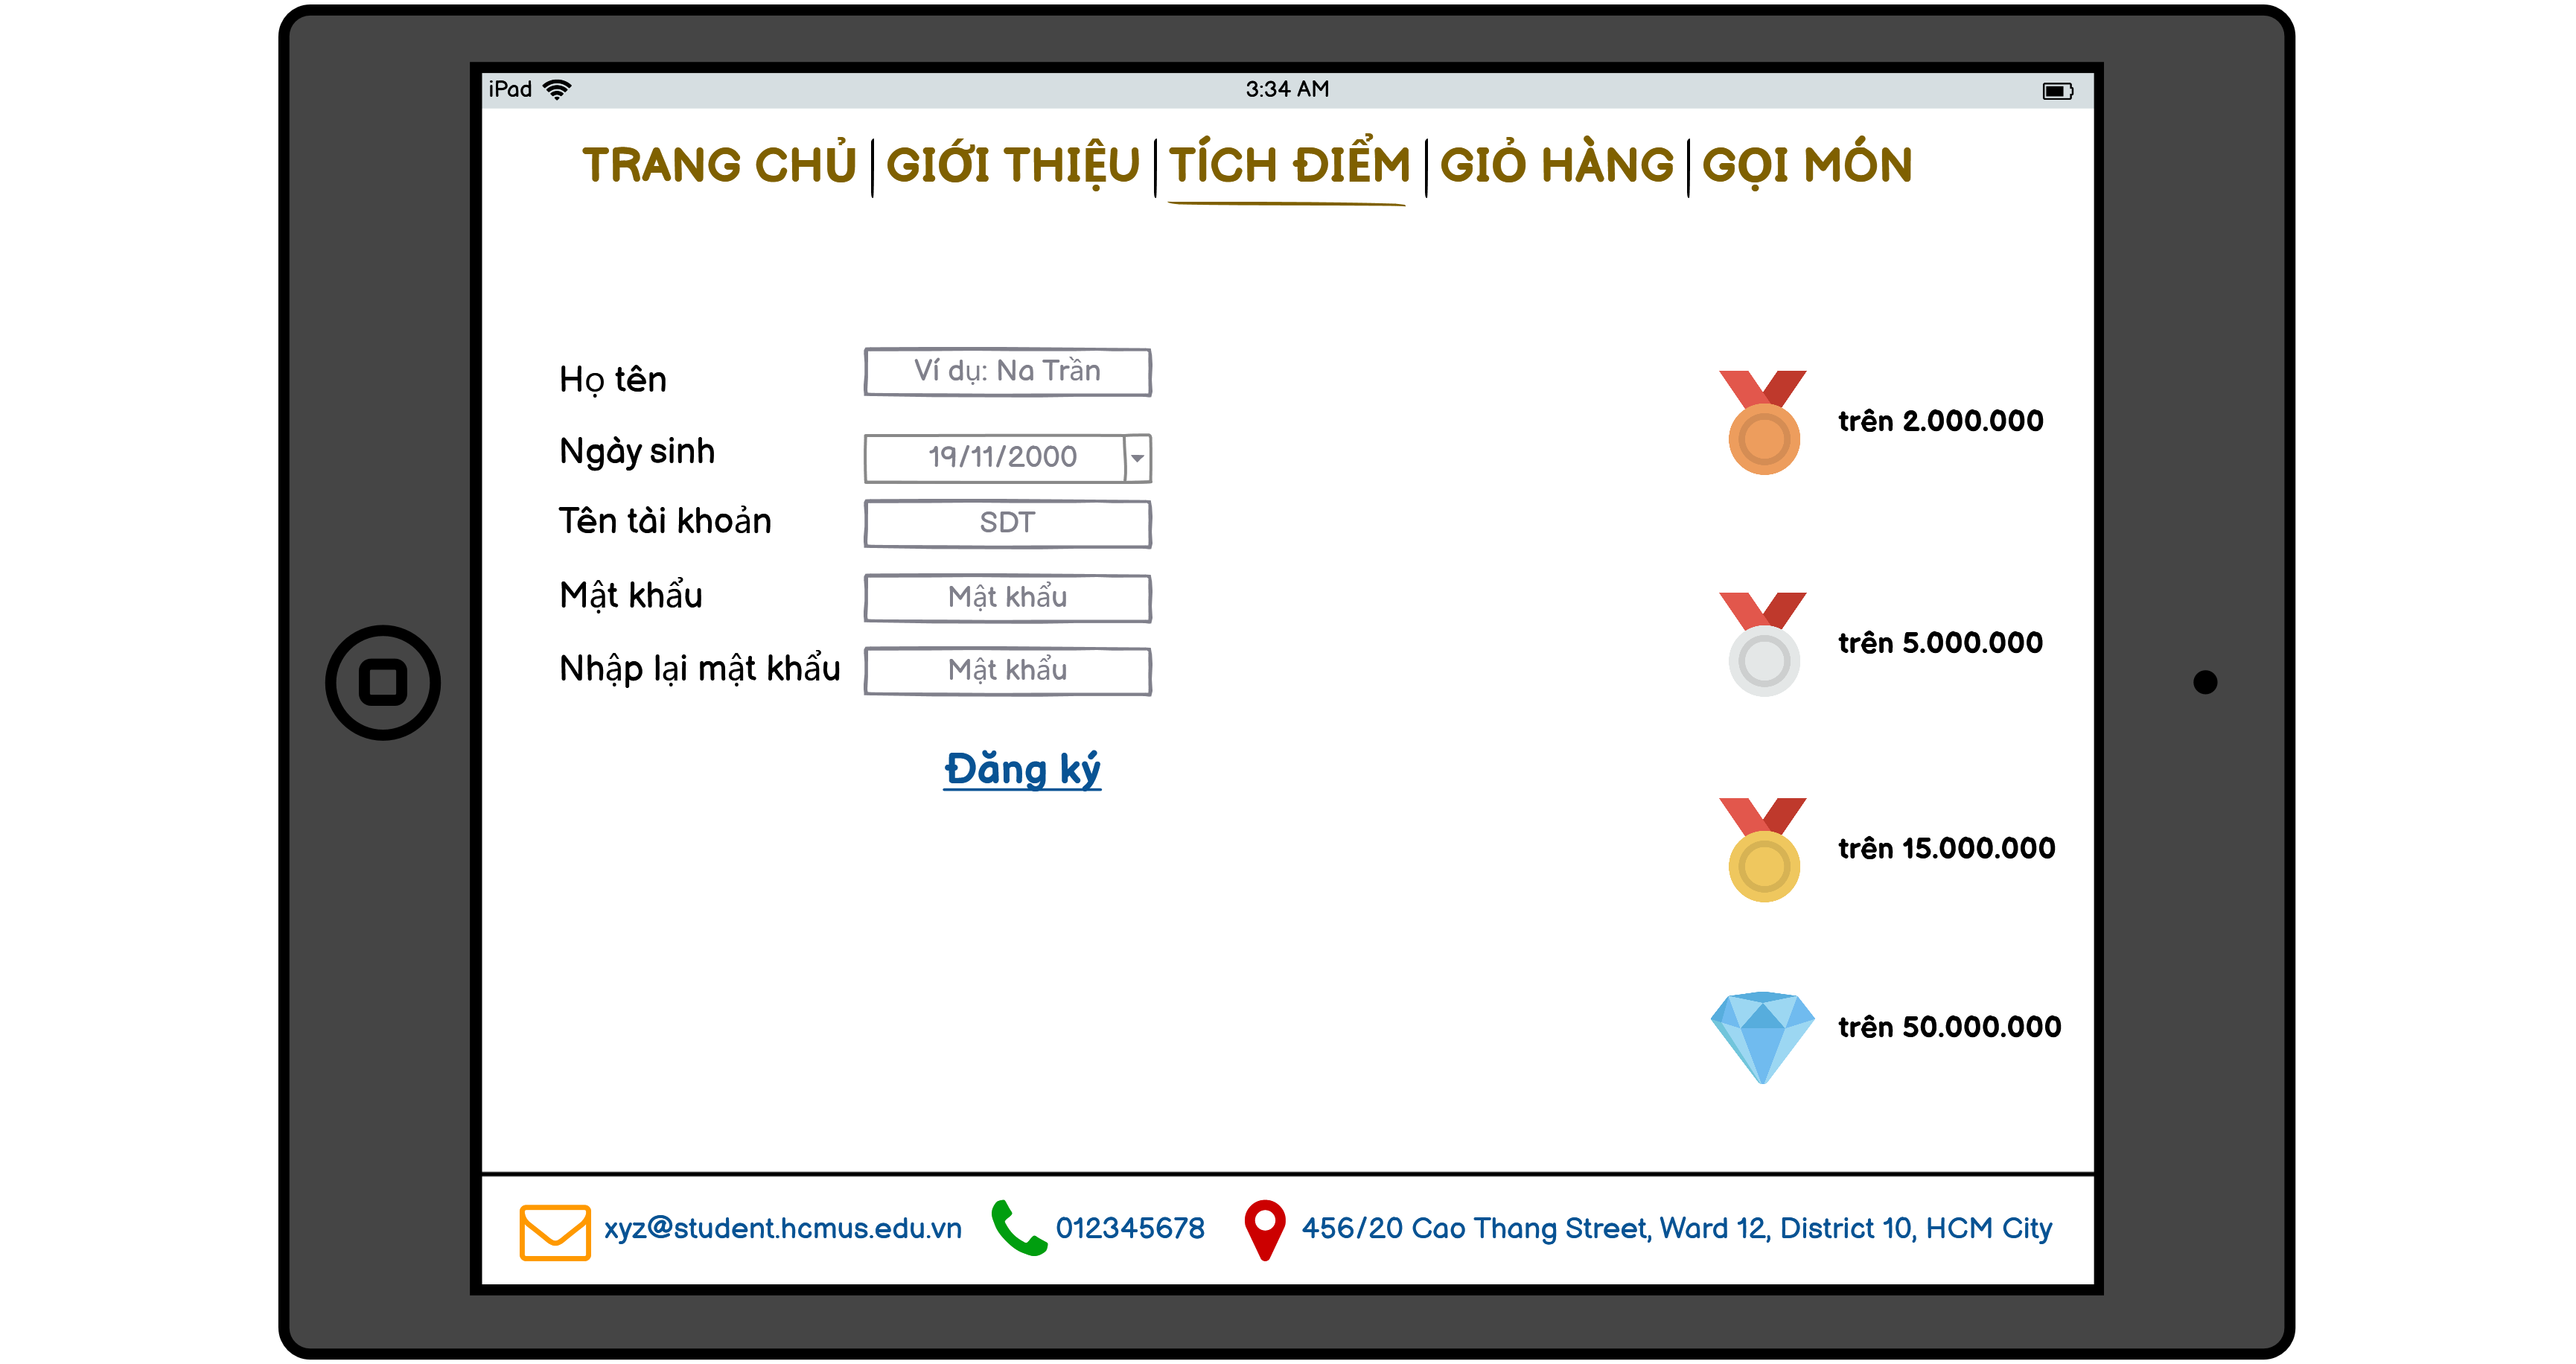 iPad
3:34 AM
TRANG CHỦ GIỚI THIỆU TÍCH ĐIỂM GIỎ HÀNG GỌI MÓN
Họ tên
Ví dụ: Na Trần
Ngày sinh
19/11/2000
Tên tài khoản
SDT
Mật khẩu
Mật khẩu
Nhập lại mật khẩu
Mật khẩu
Đăng ký
trên 2.000.000
trên 5.000.000
trên 15.000.000
trên 50.000.000
xyz@student.hcmus.edu.vn
012345678
456/20 Cao Thang Street, Ward 12, District 10, HCM City